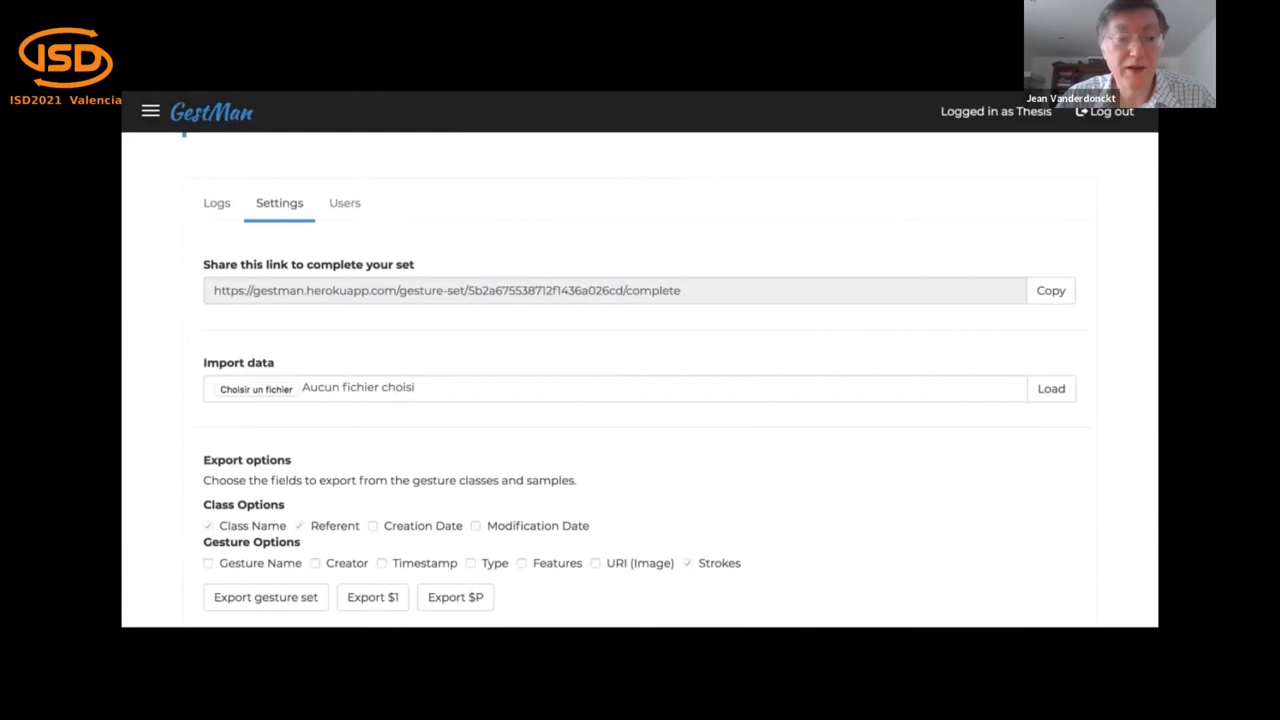 ISD
ISD2021 Valencia
Jean Vanderdonckt
GestMan
Logged in as Thesis
Log out
Logs Settings Users
Share this link to complete your set
https://gestman.herokuapp.com/gesture-set/5b2a675538712f1436a026cd/complete
Copy
Import data
Choisir un fichier Aucun fichier choisi
Load
Export options
Choose the fields to export from the gesture classes and samples.
Class Options
Class Name Referent Creation Date Modification Date
Gesture Options
Gesture Name Creator Timestamp Type Features URI (Image) Strokes
Export gesture set Export $1 Export $P